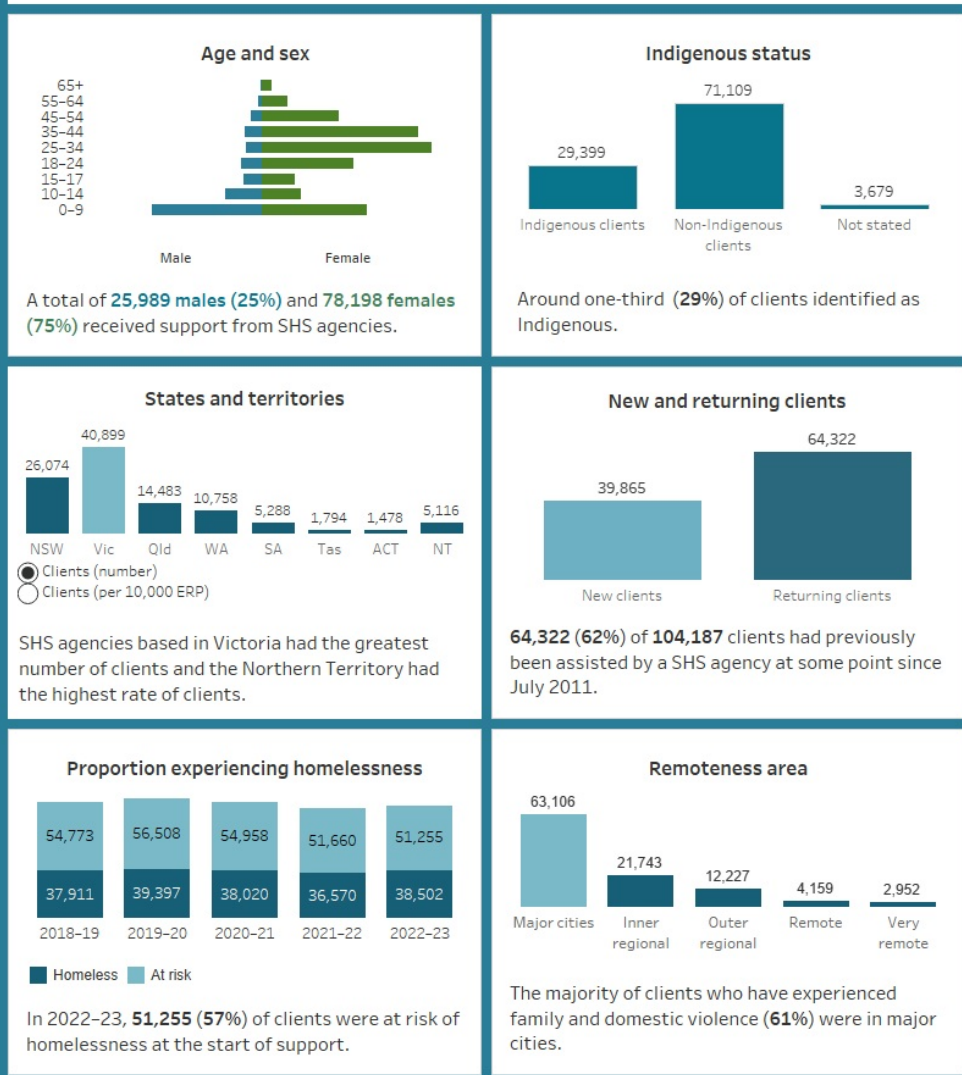 Age and sex
65+
55–64
45–54
35–44
25–34
18–24
15–17
10–14
0–9
Male Female
A total of 25,989 males (25%) and 78,198 females
(75%) received support from SHS agencies.
Indigenous status
71,109
29,399
3,679
Indigenous clients Non-Indigenous Not stated
clients
Around one-third (29%) of clients identified as
Indigenous.
States and territories
40,899
26,074
14,483
10,758
5,288
1,794 1,478 5,116
NSW Vic Qld WA SA Tas ACT NT
Clients (number)
Clients (per 10,000 ERP)
SHS agencies based in Victoria had the greatest
number of clients and the Northern Territory had
the highest rate of clients.
New and returning clients
64,322
39,865
New clients Returning clients
64,322 (62%) of 104,187 clients had previously
been assisted by a SHS agency at some point since
July 2011.
Proportion experiencing homelessness
54,773 56,508 54,958 51,660 51,255
37,911 39,397 38,020 36,570 38,502
2018–19 2019–20 2020–21 2021–22 2022–23
Homeless At risk
In 2022–23, 51,255 (57%) of clients were at risk of
homelessness at the start of support.
Remoteness area
63,106
21,743
12,227
4,159 2,952
Major cities Inner Outer Remote Very
regional regional remote
The majority of clients who have experienced
family and domestic violence (61%) were in major
cities.